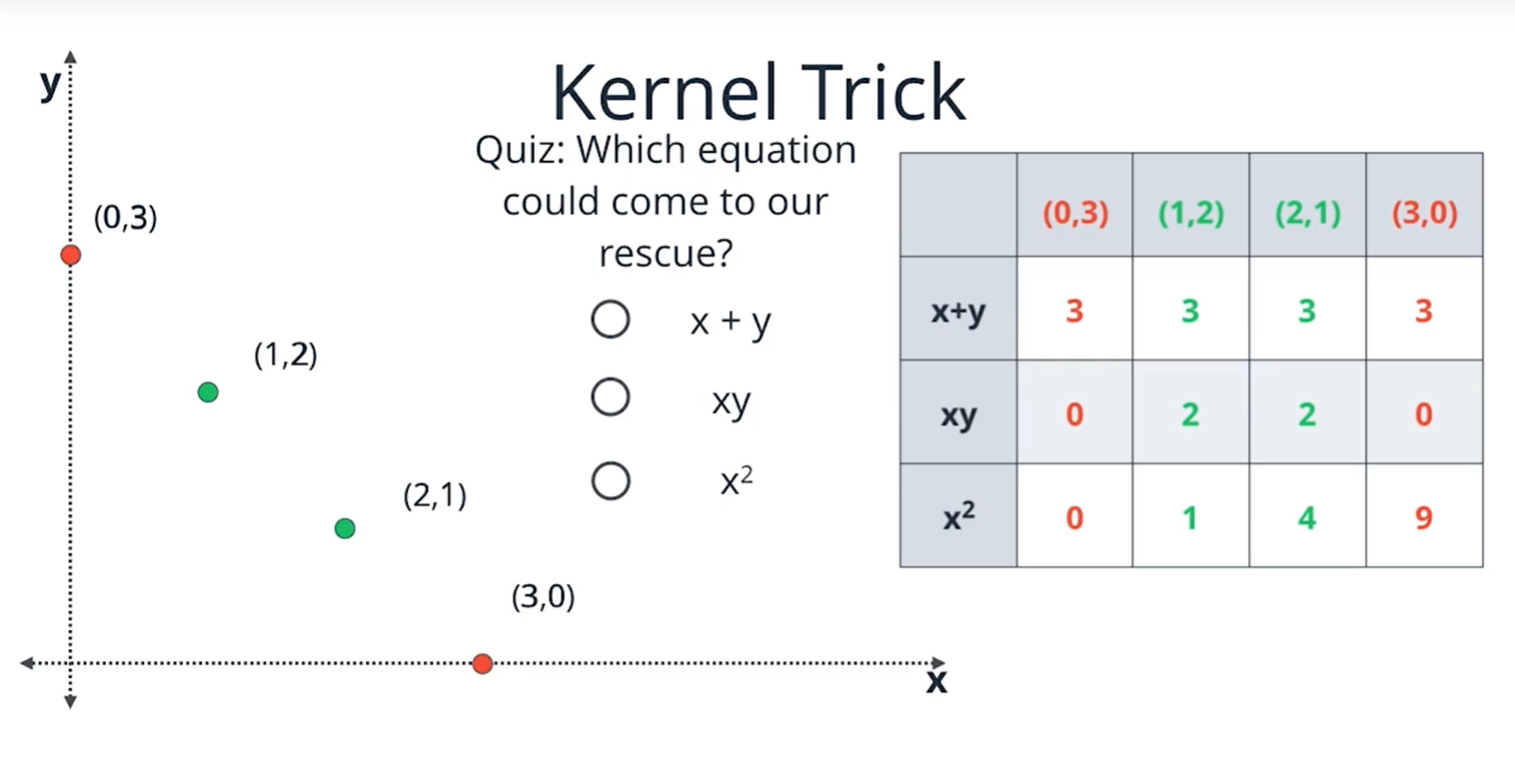 Kernel Trick
Quiz: Which equation
could come to our
rescue?
x + y
xy
x²
y
(0,3)
(1,2)
(2,1)
(3,0)
x
(0,3) (1,2) (2,1) (3,0)
x+y 3 3 3 3
xy 0 2 2 0
x² 0 1 4 9